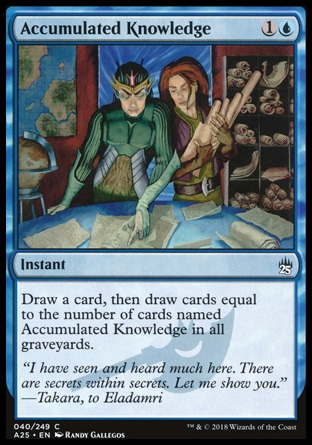 Accumulated Knowledge 1
Instant
25
Draw a card, then draw cards equal
to the number of cards named
Accumulated Knowledge in all
graveyards.
“I have seen and heard much here. There
are secrets within secrets. Let me show you.”
—Takara, to Eladamri
040/249 C
A25 • EN RANDY GALLEGOS
™ & © 2018 Wizards of the Coast